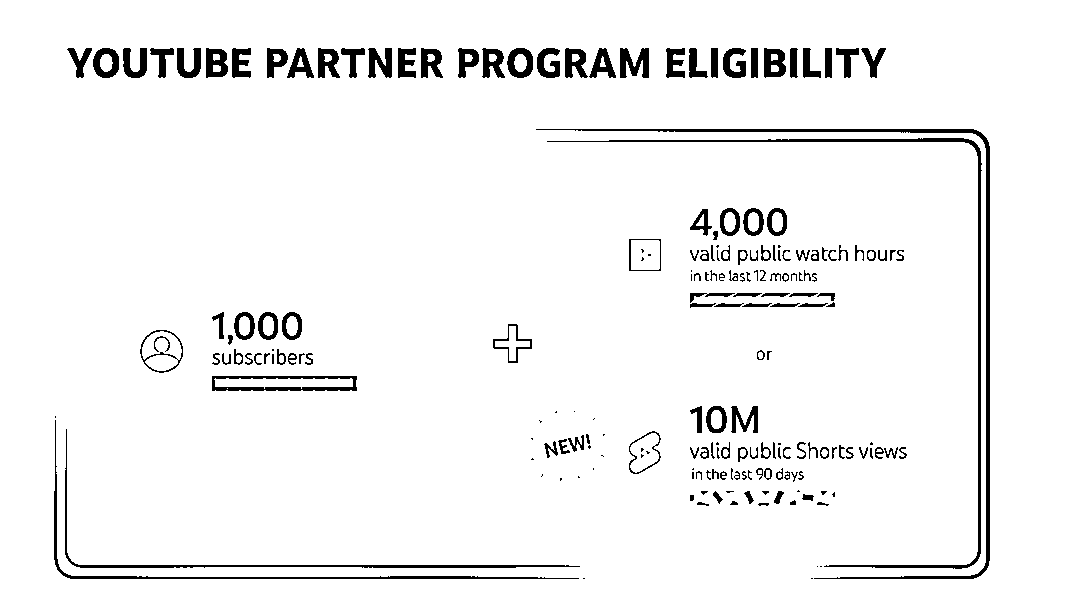 YOUTUBE PARTNER PROGRAM ELIGIBILITY
1,000
subscribers
4,000
valid public watch hours
in the last 12 months
or
NEW!
10M
valid public Shorts views
in the last 90 days